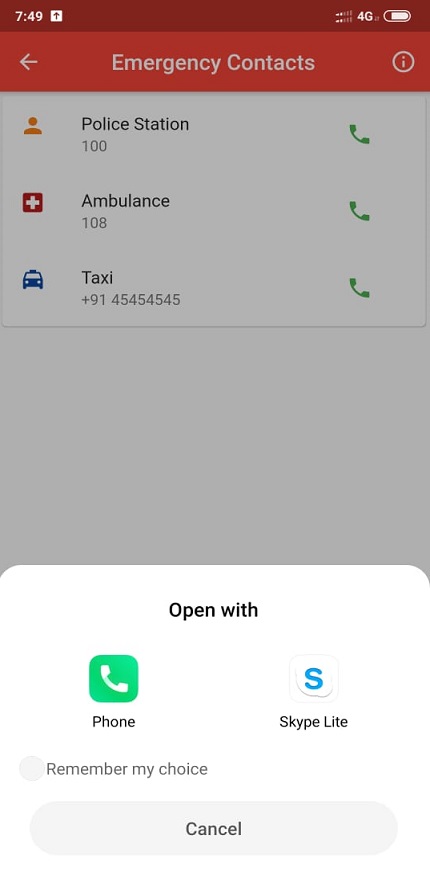 7:49
4G
Emergency Contacts
Police Station
100
Ambulance
108
Taxi
+91 45454545
Open with
S
Phone
Skype Lite
Remember my choice
Cancel